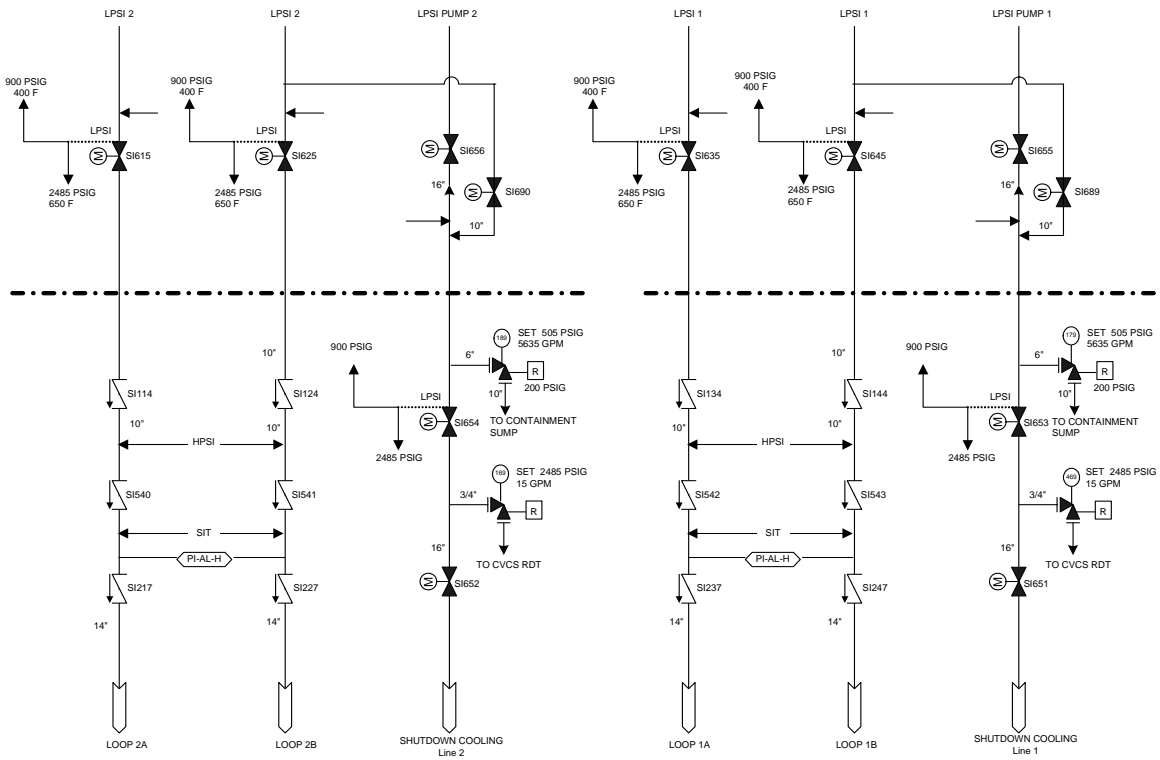 LPSI 2
LPSI 2
LPSI PUMP 2
LPSI 1
LPSI 1
LPSI PUMP 1
900 PSIG
400 F
LPSI
M
SI615
2485 PSIG
650 F
900 PSIG
400 F
LPSI
M
SI625
2485 PSIG
650 F
M
SI656
16"
M
SI690
10"
900 PSIG
400 F
LPSI
M
SI635
2485 PSIG
650 F
900 PSIG
400 F
LPSI
M
SI645
2485 PSIG
650 F
M
SI655
16"
M
SI689
10"
SI114
10"
10"
SI124
10"
HPSI
SI540
SI541
SIT
PI-AL-H
SI217
SI227
14"
14"
LOOP 2A
LOOP 2B
900 PSIG
189
SET 505 PSIG
5635 GPM
6"
R
10"
200 PSIG
LPSI
M
SI654
TO CONTAINMENT
SUMP
2485 PSIG
169
SET 2485 PSIG
15 GPM
3/4"
R
16"
TO CVCS RDT
M
SI652
SHUTDOWN COOLING
Line 2
SI134
10"
10"
SI144
10"
HPSI
SI542
SI543
SIT
PI-AL-H
SI237
SI247
14"
14"
LOOP 1A
LOOP 1B
900 PSIG
179
SET 505 PSIG
5635 GPM
6"
R
10"
200 PSIG
LPSI
M
SI653
TO CONTAINMENT
SUMP
2485 PSIG
469
SET 2485 PSIG
15 GPM
3/4"
R
16"
TO CVCS RDT
M
SI651
SHUTDOWN COOLING
Line 1